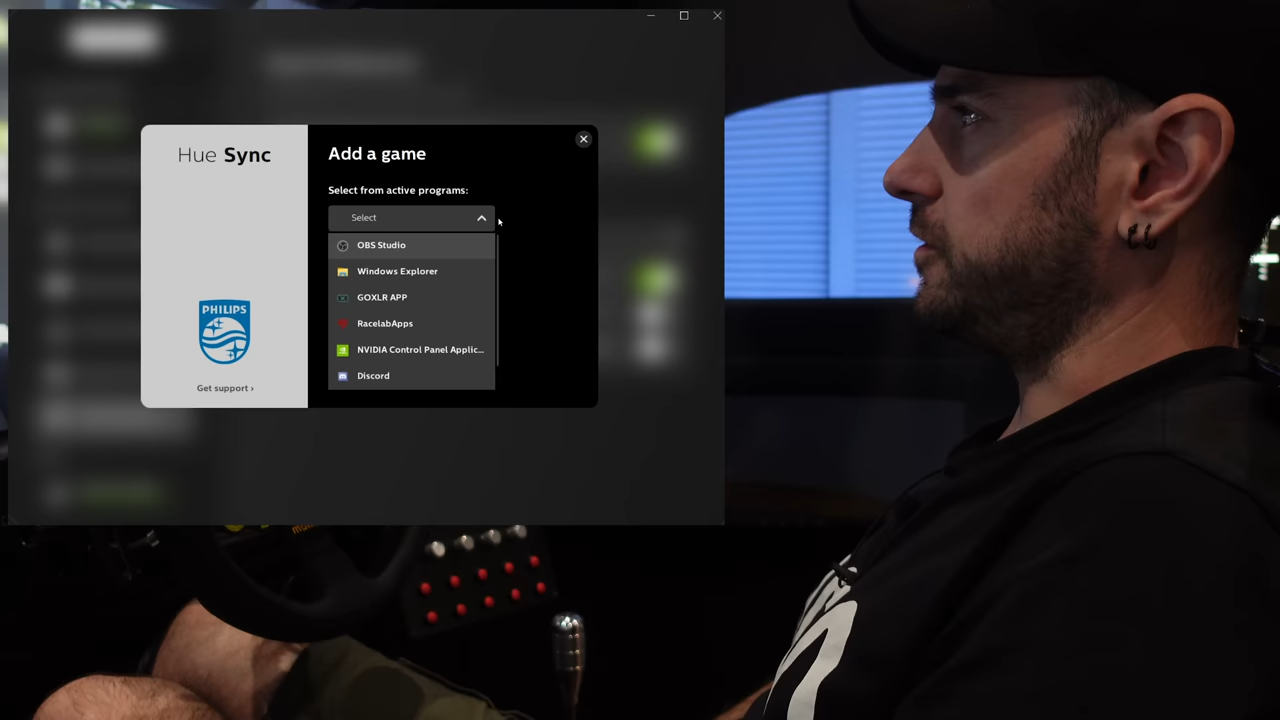 Hue Sync
PHILIPS
Get support ›
Add a game
Select from active programs:
Select
OBS Studio
Windows Explorer
GOXLR APP
RacelabApps
NVIDIA Control Panel Applic...
Discord